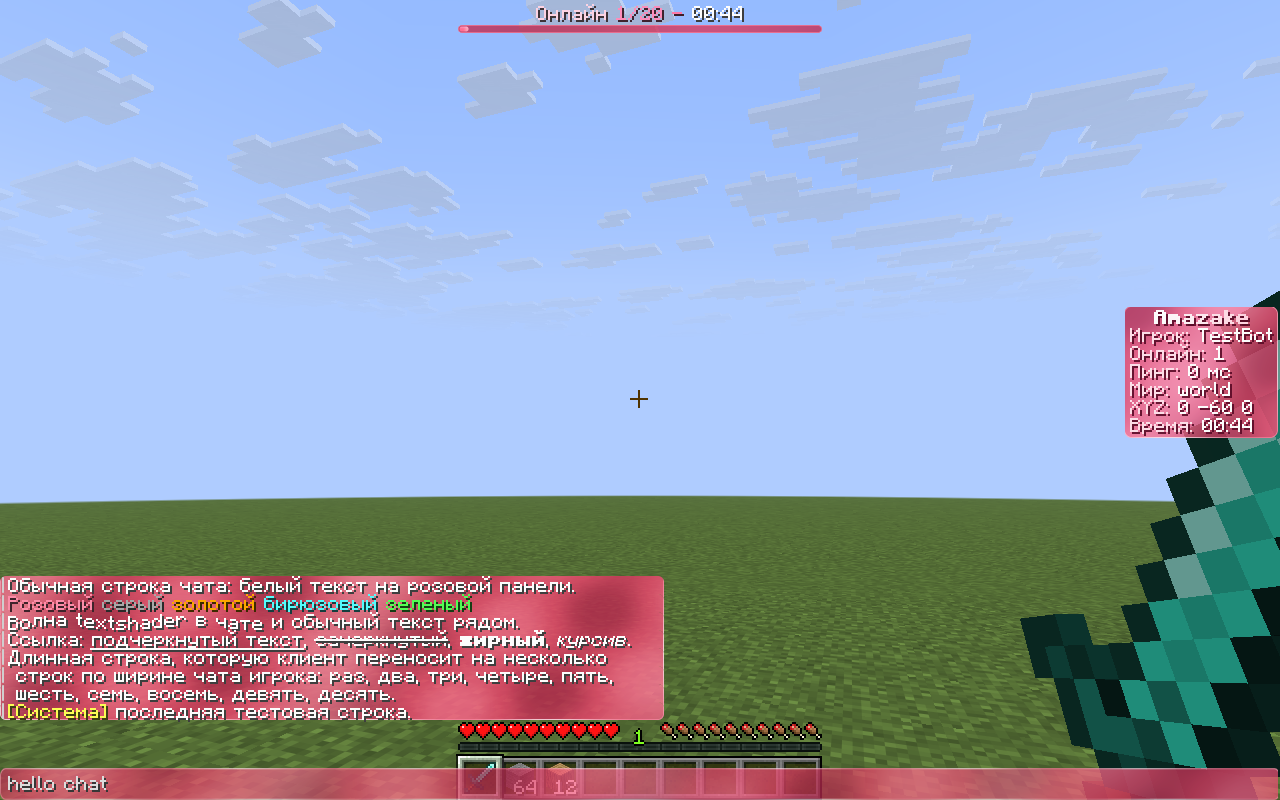 Онлайн 1/20 − 00:44
Amazake
Игрок: TestBot
Онлайн: 1
Пинг: 0 мс
Мир: world
XYZ: 0 -60 0
Время: 00:44
Обычная строка чата: белый текст на розовой панели.
Розовый серый золотой бирюзовый зеленый
Волна textshader в чате и обычный текст рядом.
Ссылка: подчеркнутый текст, зачеркнутый, жирный, курсив.
Длинная строка, которую клиент переносит на несколько
строк по ширине чата игрока: раз, два, три, четыре, пять,
шесть, семь, восемь, девять, десять.
[Система] последняя тестовая строка.
1
64 12
hello chat